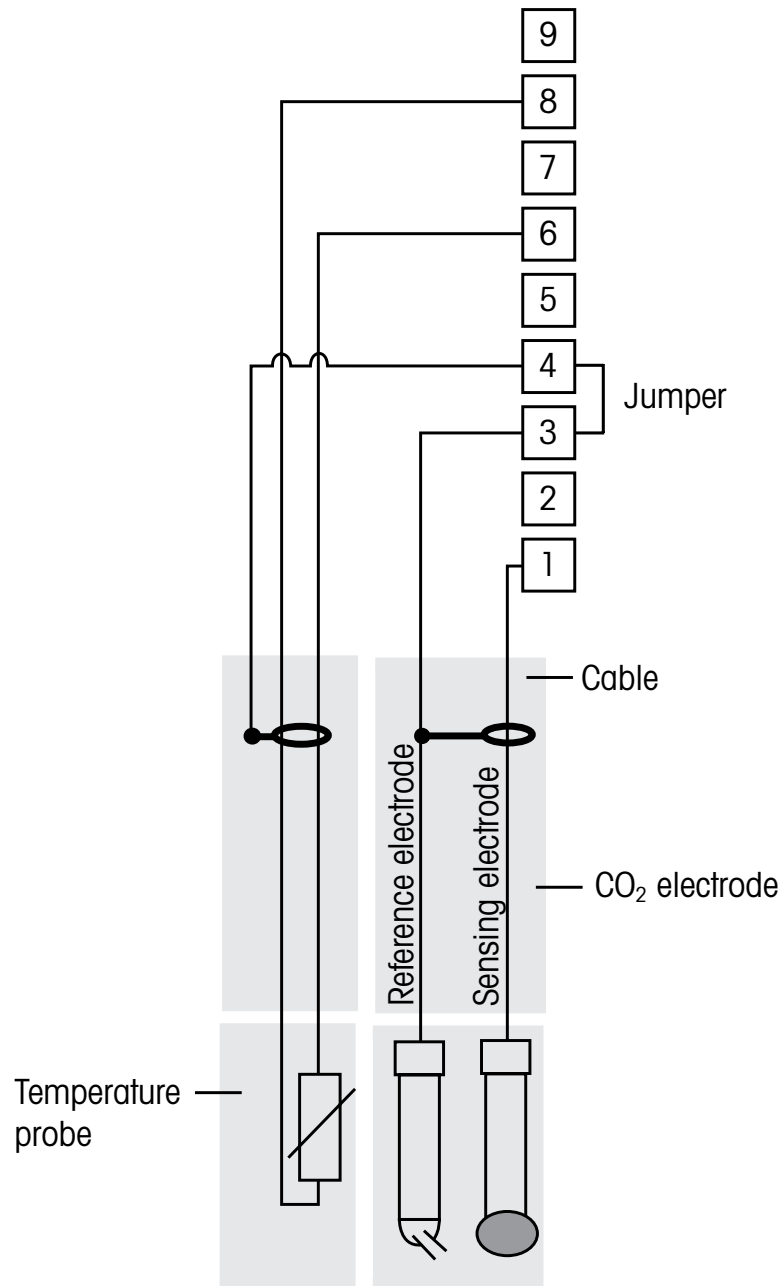 9
8
7
6
5
4
Jumper
3
2
1
Cable
Reference electrode
Sensing electrode
CO₂ electrode
Temperature
probe